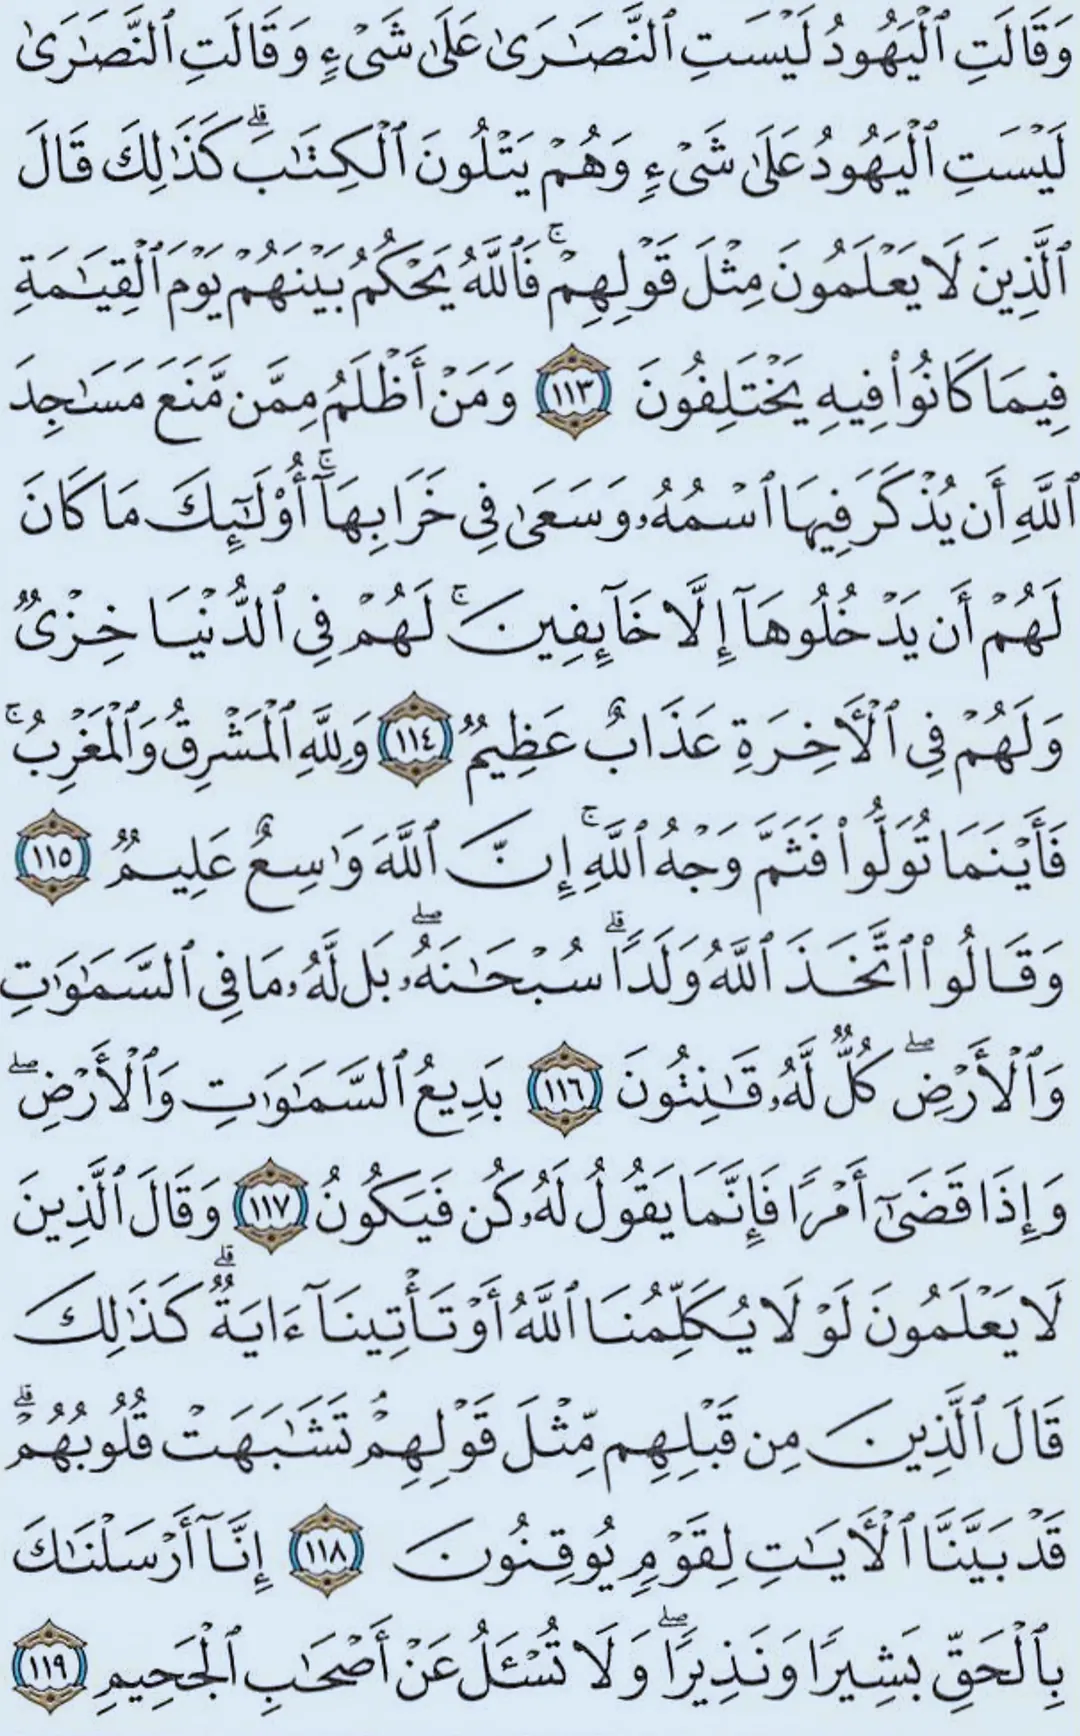 وَقَالَتِ ٱلْيَهُودُ لَيْسَتِ ٱلنَّصَٰرَىٰ عَلَىٰ شَىْءٍ وَقَالَتِ ٱلنَّصَٰرَىٰ
لَيْسَتِ ٱلْيَهُودُ عَلَىٰ شَىْءٍ وَهُمْ يَتْلُونَ ٱلْكِتَٰبَ ۗ كَذَٰلِكَ قَالَ
ٱلَّذِينَ لَا يَعْلَمُونَ مِثْلَ قَوْلِهِمْ ۚ فَٱللَّهُ يَحْكُمُ بَيْنَهُمْ يَوْمَ ٱلْقِيَٰمَةِ
فِيمَا كَانُوا۟ فِيهِ يَخْتَلِفُونَ ١١٣ وَمَنْ أَظْلَمُ مِمَّن مَّنَعَ مَسَٰجِدَ
ٱللَّهِ أَن يُذْكَرَ فِيهَا ٱسْمُهُۥ وَسَعَىٰ فِى خَرَابِهَآ ۚ أُو۟لَٰٓئِكَ مَا كَانَ
لَهُمْ أَن يَدْخُلُوهَآ إِلَّا خَآئِفِينَ ۚ لَهُمْ فِى ٱلدُّنْيَا خِزْىٌ
وَلَهُمْ فِى ٱلْأَخِرَةِ عَذَابٌ عَظِيمٌ ١١٤ وَلِلَّهِ ٱلْمَشْرِقُ وَٱلْمَغْرِبُ ۚ
فَأَيْنَمَا تُوَلُّوا۟ فَثَمَّ وَجْهُ ٱللَّهِ ۚ إِنَّ ٱللَّهَ وَٰسِعٌ عَلِيمٌ ١١٥
وَقَالُوا۟ ٱتَّخَذَ ٱللَّهُ وَلَدًا ۗ سُبْحَٰنَهُۥ ۖ بَل لَّهُۥ مَا فِى ٱلسَّمَٰوَٰتِ
وَٱلْأَرْضِ ۖ كُلٌّ لَّهُۥ قَٰنِتُونَ ١١٦ بَدِيعُ ٱلسَّمَٰوَٰتِ وَٱلْأَرْضِ ۖ
وَإِذَا قَضَىٰٓ أَمْرًا فَإِنَّمَا يَقُولُ لَهُۥ كُن فَيَكُونُ ١١٧ وَقَالَ ٱلَّذِينَ
لَا يَعْلَمُونَ لَوْلَا يُكَلِّمُنَا ٱللَّهُ أَوْ تَأْتِينَآ ءَايَةٌ ۗ كَذَٰلِكَ
قَالَ ٱلَّذِينَ مِن قَبْلِهِم مِّثْلَ قَوْلِهِمْ تَشَٰبَهَتْ قُلُوبُهُمْ ۗ
قَدْ بَيَّنَّا ٱلْأَيَٰتِ لِقَوْمٍ يُوقِنُونَ ١١٨ إِنَّآ أَرْسَلْنَٰكَ
بِٱلْحَقِّ بَشِيرًا وَنَذِيرًا ۖ وَلَا تُسْـَٔلُ عَنْ أَصْحَٰبِ ٱلْجَحِيمِ ١١٩